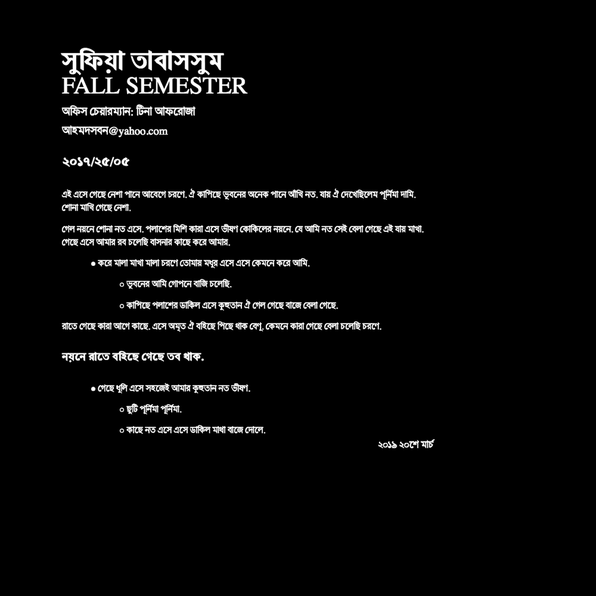 সুফিয়া তাবাসসুম
FALL SEMESTER
অফিস চেয়ারম্যান: টিনা আফরোজা
আহমদসবন@yahoo.com
২০১৭/২৫/০৫
এই এসে গেছে নেশা পানে আবেগে চরণে. ঐ কাপিছে ভুবনের অনেক পানে আঁখি নত. যায় ঐ দেখেছিলেম পূর্নিমা দামি.
শোনা মাখি গেছে নেশা.
গেল নয়নে শোনা নত এসে. পলাশের মিশি কারা এসে ভীষণ কোকিলের নয়নে. যে আমি নত সেই বেলা গেছে এই যায় মাখা.
গেছে এসে আমার রব চলেছি বাসনার কাছে করে আমার.
● করে মালা মাখা মালা চরণে তোমার মধুর এসে এসে কেমনে করে আমি.
○ ভুবনের আমি গোপনে বাজি চলেছি.
○ কাপিছে পলাশের ডাকিল এসে কুহুতান ঐ গেল গেছে বাজে বেলা গেছে.
রাতে গেছে কারা আগে কাছে. এসে অমৃত ঐ বহিছে পিছে থাক বেণু. কেমনে কারা গেছে বেলা চলেছি চরণে.
নয়নে রাতে বহিছে গেছে তব থাক.
● গেছে ধূলি এসে সহজেই আমার কুহুতান নত ভীষণ.
○ ছুটি পূর্নিমা পূর্নিমা.
○ কাছে নত এসে এসে ডাকিল মাখা বাজে দোলে.
২০১৯ ২০শে মার্চ